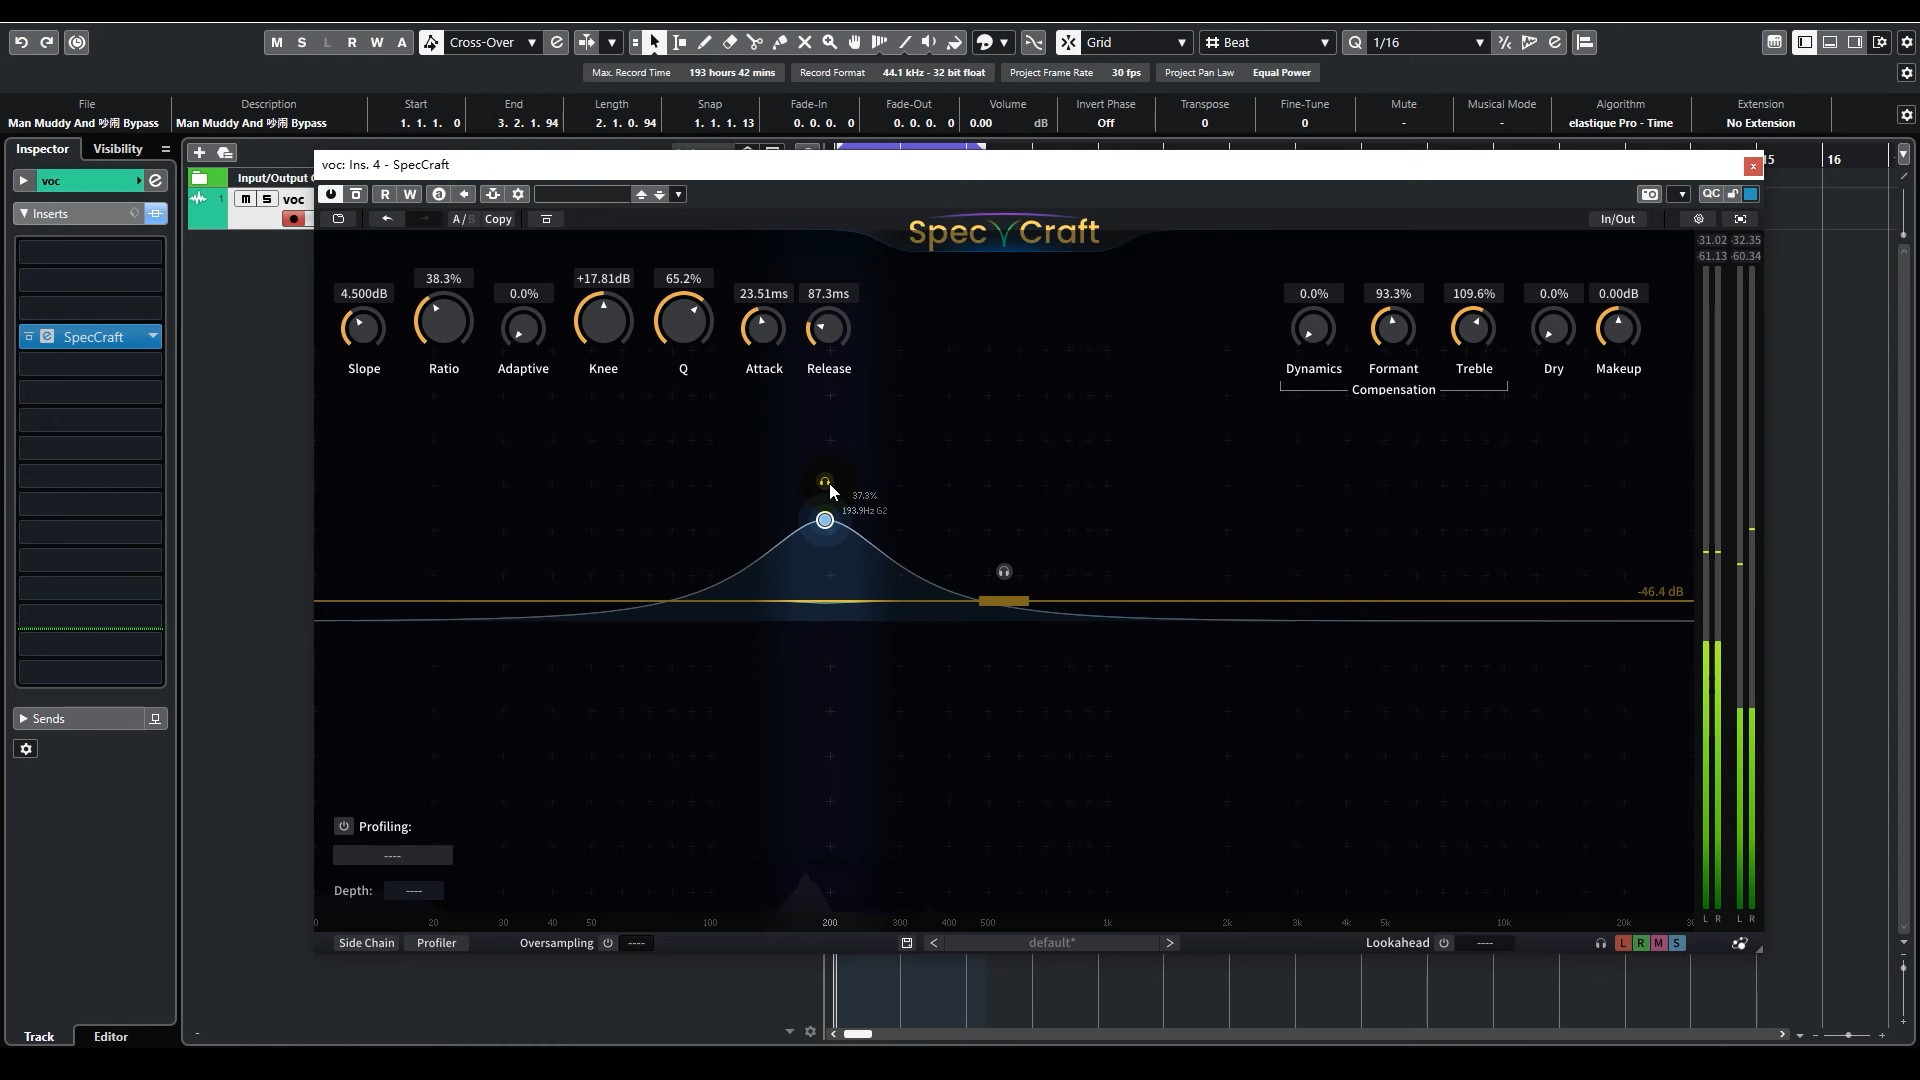 M S L R W A Cross-Over Grid Beat Q 1/16
Max. Record Time 193 hours 42 mins Record Format 44.1 kHz - 32 bit float Project Frame Rate 30 fps Project Pan Law Equal Power
File Description Start End Length Snap Fade-In Fade-Out Volume Invert Phase Transpose Fine-Tune Mute Musical Mode Algorithm Extension
Man Muddy And 吵闹 Bypass Man Muddy And 吵闹 Bypass 1. 1. 1. 0 3. 2. 1. 94 2. 1. 0. 94 1. 1. 1. 13 0. 0. 0. 0 0. 0. 0. 0 0.00 dB Off 0 0 - - elastique Pro - Time No Extension
Inspector Visibility
15 16
voc: Ins. 4 - SpecCraft
voc
Input/Output
R W a QC
Inserts
1 m S voc
A/B Copy In/Out
SpecCraft
-31.02 -32.35
-61.13 -60.34
4.500dB 38.3% 0.0% +17.81dB 65.2% 23.51ms 87.3ms 0.0% 93.3% 109.6% 0.0% 0.00dB
SpecCraft
Slope Ratio Adaptive Knee Q Attack Release Dynamics Formant Treble Dry Makeup
Compensation
37.3%
193.9Hz G2
-46.4 dB
Sends
Profiling:
----
Depth: ----
0 20 30 40 50 100 200 300 400 500 1k 2k 3k 4k 5k 10k 20k
L R L R
Side Chain Profiler Oversampling ---- < default* > Lookahead ---- L R M S
Track Editor